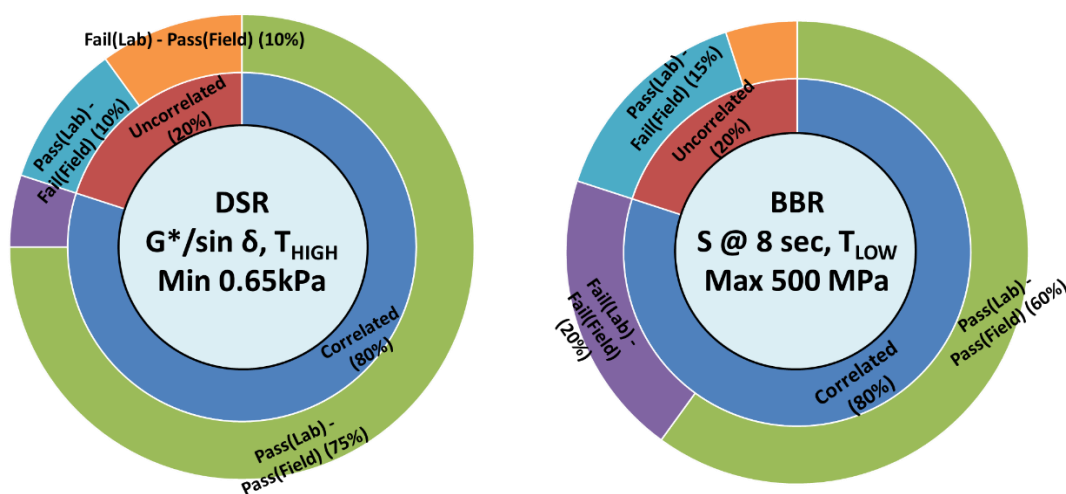 Fail(Lab) - Pass(Field) (10%)
Pass(Lab) -
Fail(Field) (10%)
Uncorrelated
(20%)
DSR
G*/sin δ, THIGH
Min 0.65kPa
Correlated
(80%)
Pass(Lab) -
Pass(Field) (75%)
Pass(Lab) -
Fail(Field) (15%)
Uncorrelated
(20%)
BBR
S @ 8 sec, TLOW
Max 500 MPa
Fail(Lab) -
Fail(Field)
(20%)
Correlated
(80%)
Pass(Lab) -
Pass(Field) (60%)